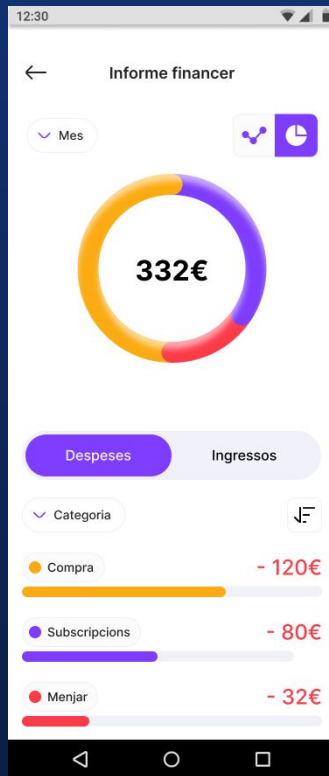 12:30
Informe financer
Mes
332€
Despeses Ingressos
Categoria
Compra - 120€
Subscripcions - 80€
Menjar - 32€